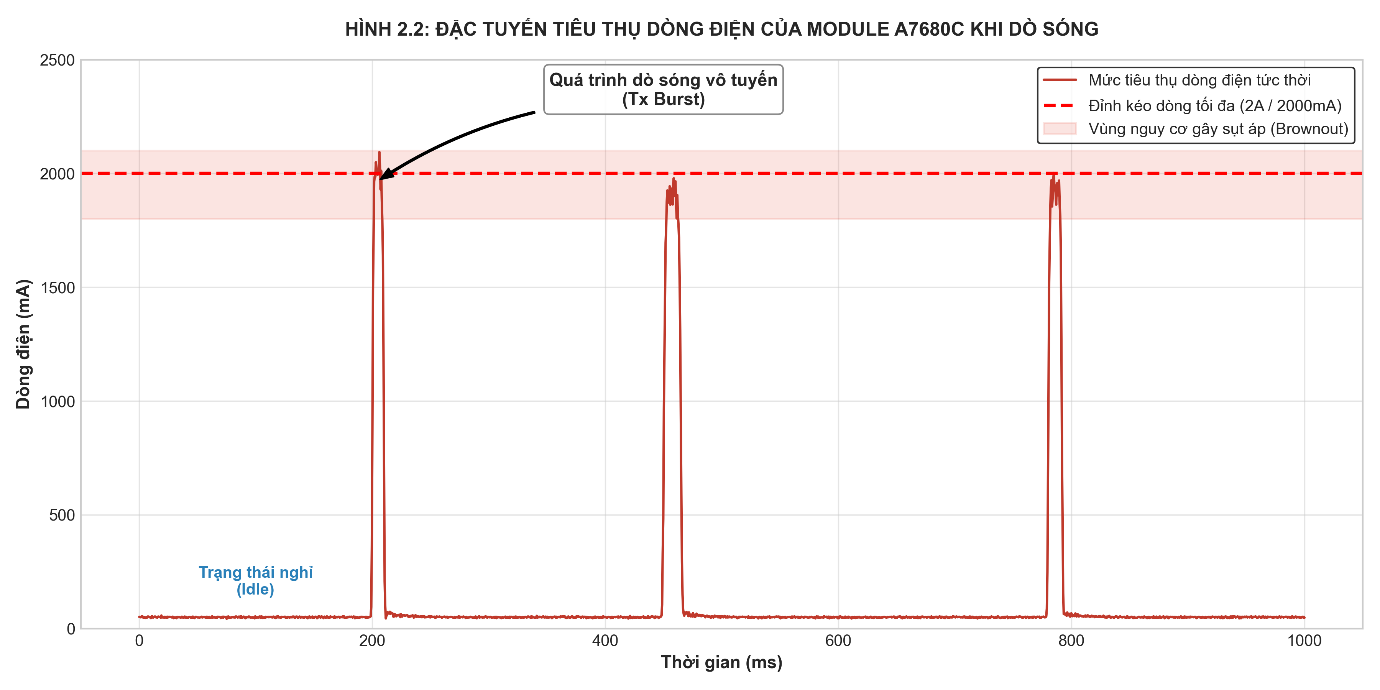 HÌNH 2.2: ĐẶC TUYẾN TIÊU THỤ DÒNG ĐIỆN CỦA MODULE A7680C KHI DÒ SÓNG
Quá trình dò sóng vô tuyến
(Tx Burst)
Mức tiêu thụ dòng điện tức thời
Đỉnh kéo dòng tối đa (2A / 2000mA)
Vùng nguy cơ gây sụt áp (Brownout)
Dòng điện (mA)
2500
2000
1500
1000
500
0
Trạng thái nghỉ
(Idle)
0
200
400
600
800
1000
Thời gian (ms)